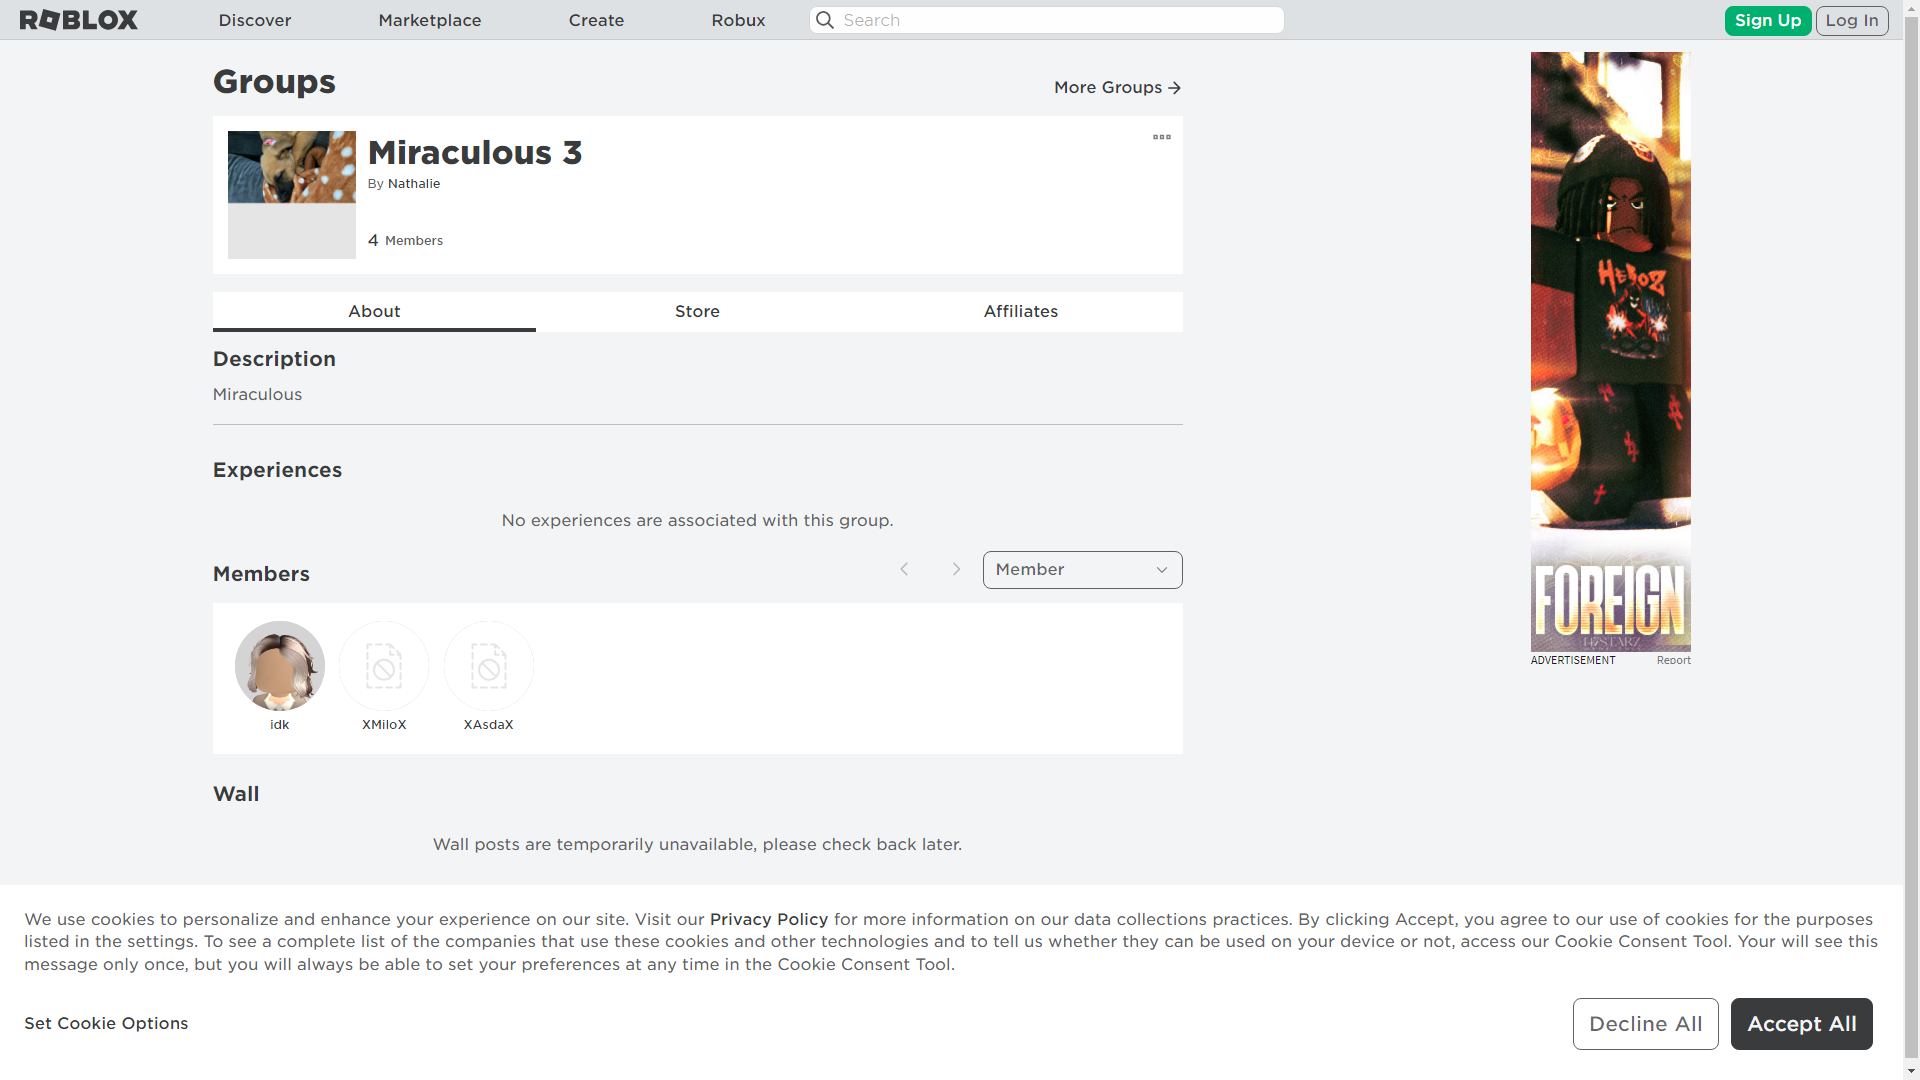 ROBLOX
Discover
Marketplace
Create
Robux
Search
Sign Up
Log In
Groups
More Groups
Miraculous 3
By Nathalie
4 Members
About
Store
Affiliates
Description
Miraculous
Experiences
No experiences are associated with this group.
Members
Member
idk
XMiloX
XAsdaX
Wall
Wall posts are temporarily unavailable, please check back later.
HEROZ
FOREIGN
ADVERTISEMENT
Report
We use cookies to personalize and enhance your experience on our site. Visit our Privacy Policy for more information on our data collections practices. By clicking Accept, you agree to our use of cookies for the purposes
listed in the settings. To see a complete list of the companies that use these cookies and other technologies and to tell us whether they can be used on your device or not, access our Cookie Consent Tool. Your will see this
message only once, but you will always be able to set your preferences at any time in the Cookie Consent Tool.
Set Cookie Options
Decline All
Accept All